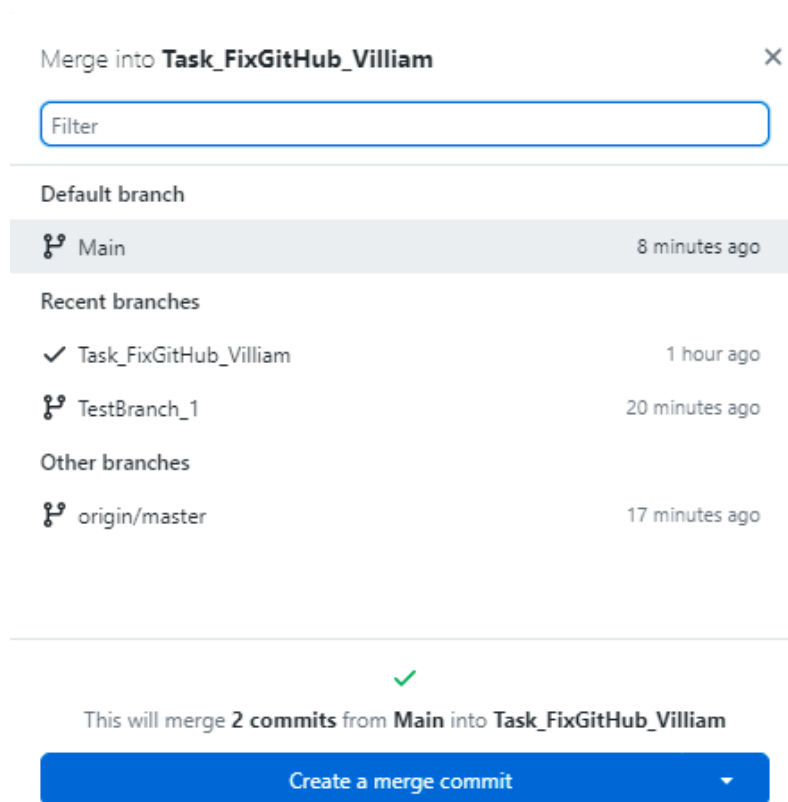 Merge into Task_FixGitHub_Villiam
Filter
Default branch
Main 8 minutes ago
Recent branches
Task_FixGitHub_Villiam 1 hour ago
TestBranch_1 20 minutes ago
Other branches
origin/master 17 minutes ago
This will merge 2 commits from Main into Task_FixGitHub_Villiam
Create a merge commit